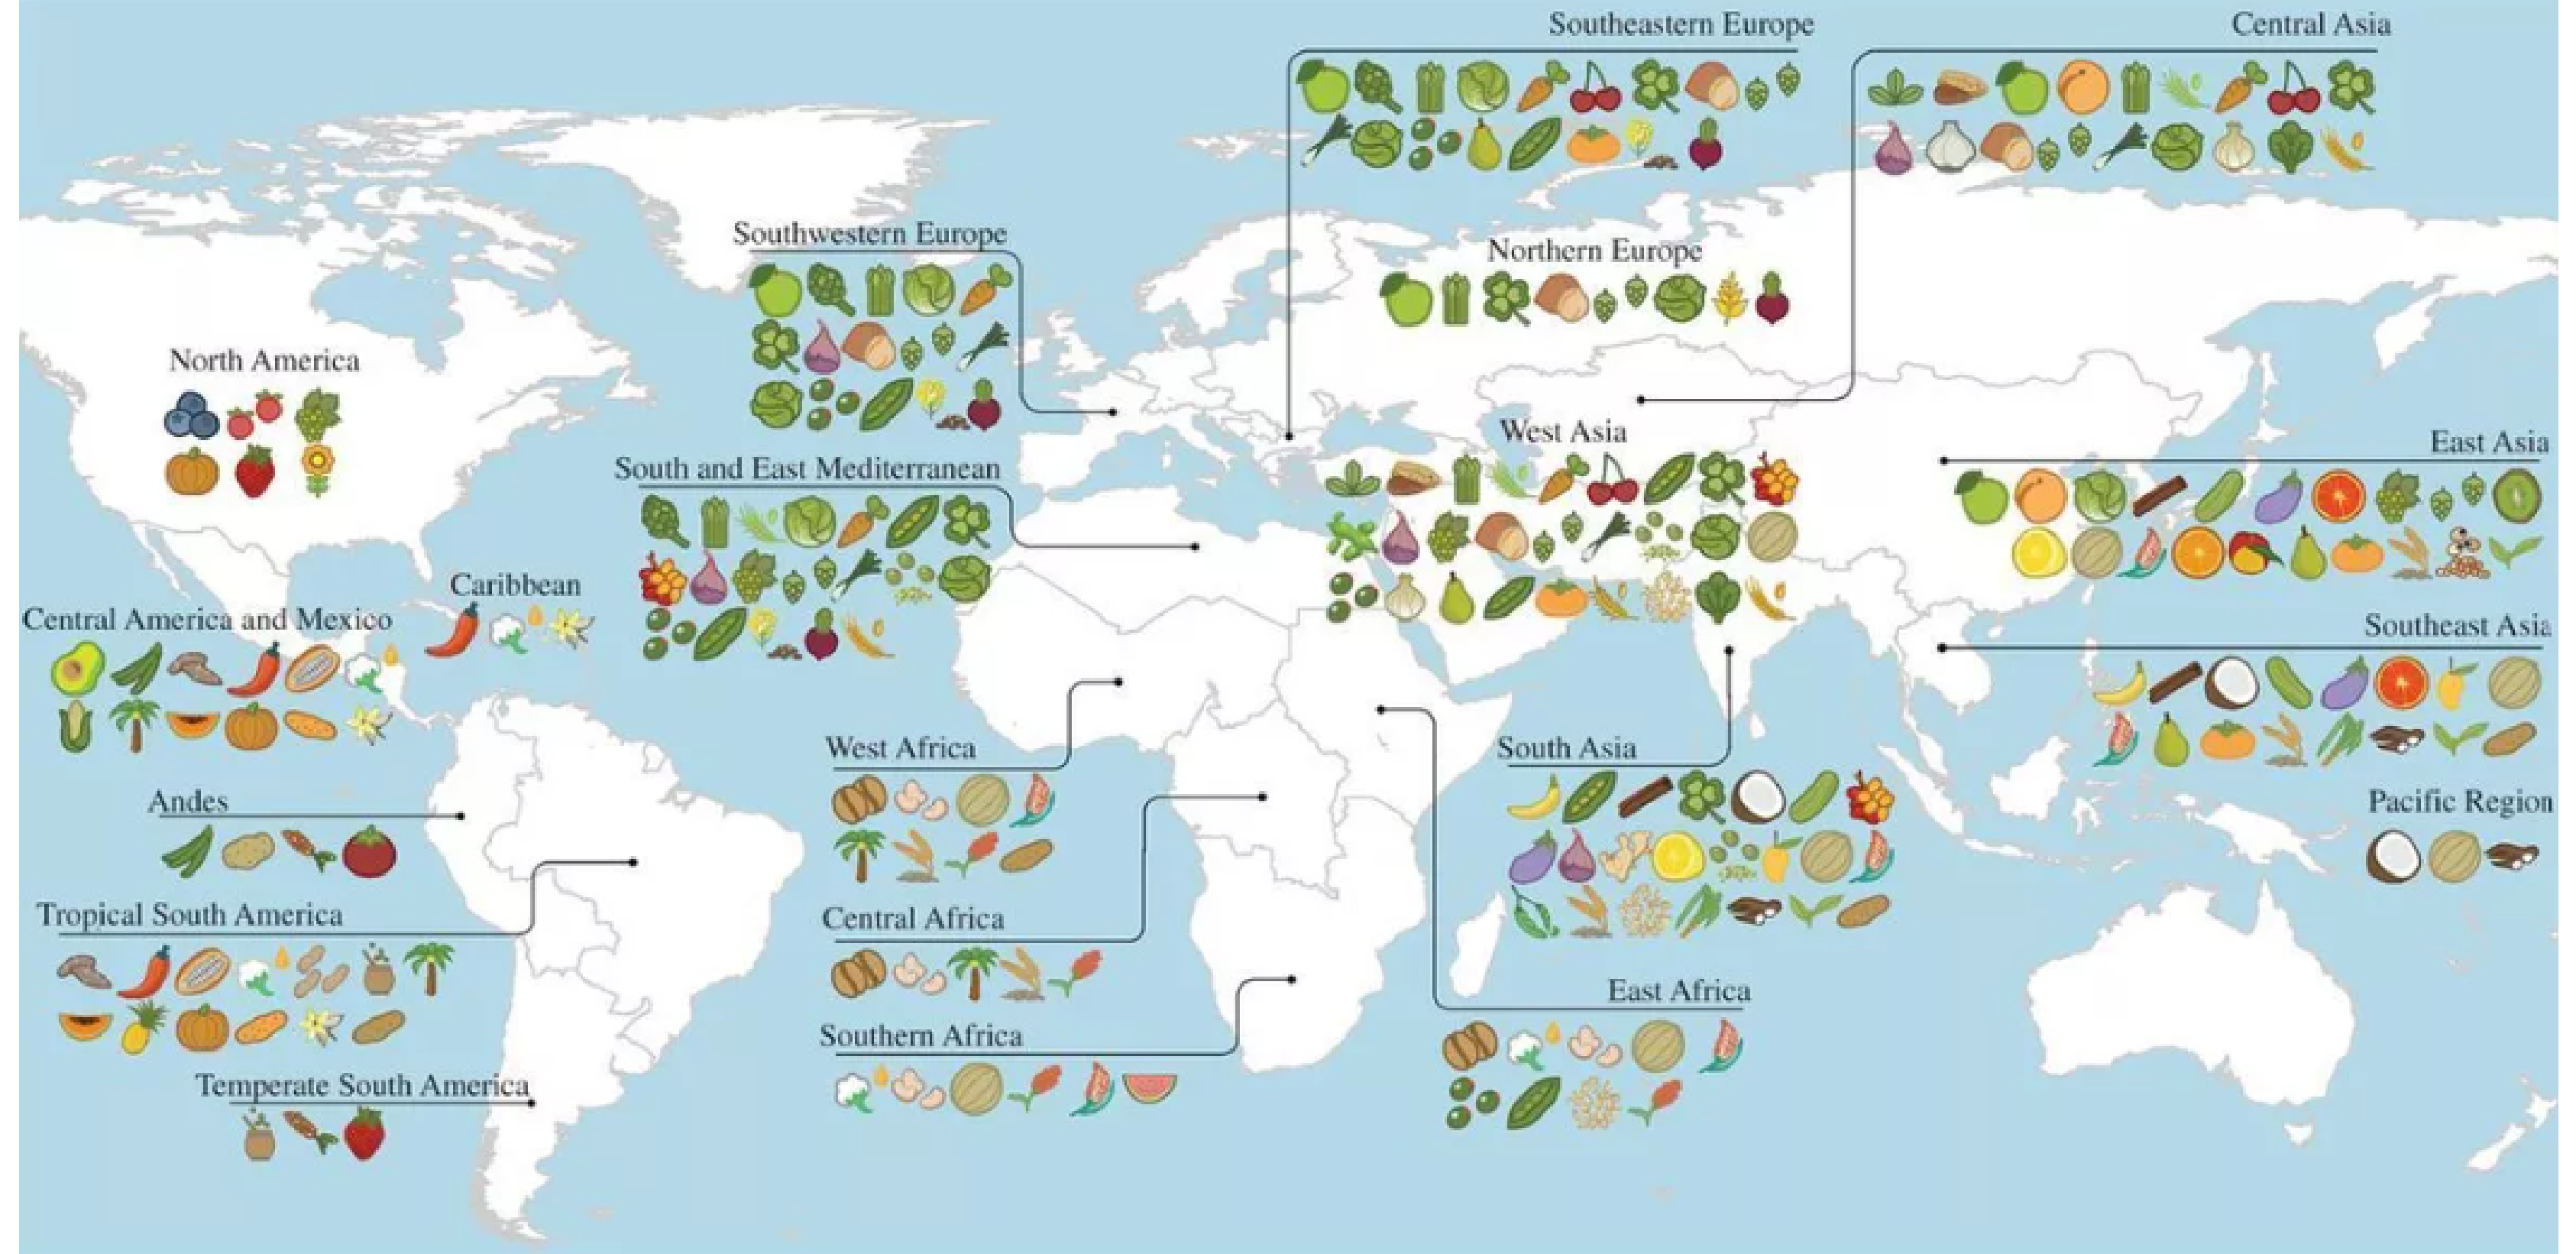 Southeastern Europe
Central Asia
Southwestern Europe
Northern Europe
North America
West Asia
East Asia
South and East Mediterranean
Caribbean
Central America and Mexico
Southeast Asia
West Africa
South Asia
Andes
Pacific Region
Tropical South America
Central Africa
East Africa
Southern Africa
Temperate South America